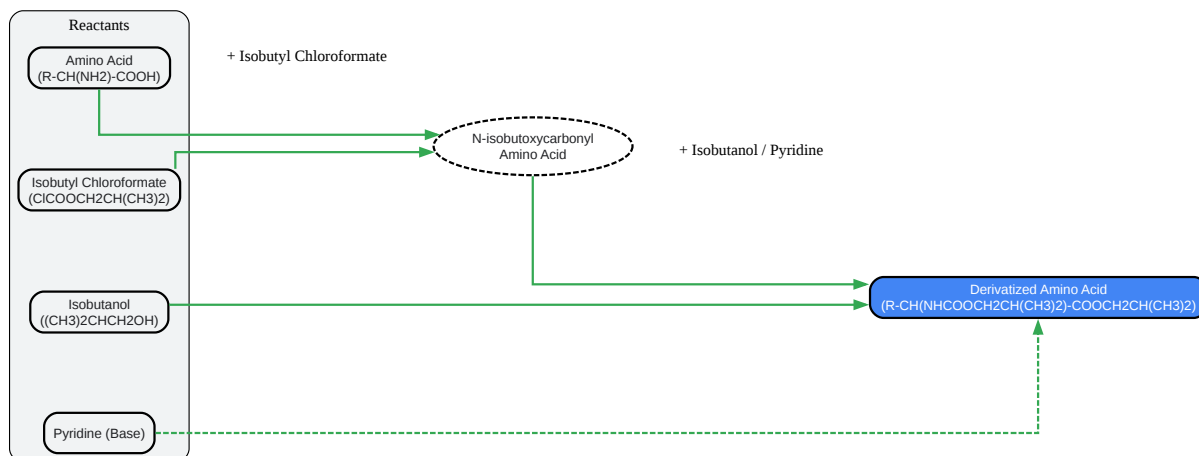 Reactants
Amino Acid
(R-CH(NH2)-COOH)
+ Isobutyl Chloroformate
N-isobutoxycarbonyl
Amino Acid
+ Isobutanol / Pyridine
Isobutyl Chloroformate
(ClCOOCH2CH(CH3)2)
Isobutanol
((CH3)2CHCH2OH)
Derivatized Amino Acid
(R-CH(NHCOOCH2CH(CH3)2)-COOCH2CH(CH3)2)
Pyridine (Base)